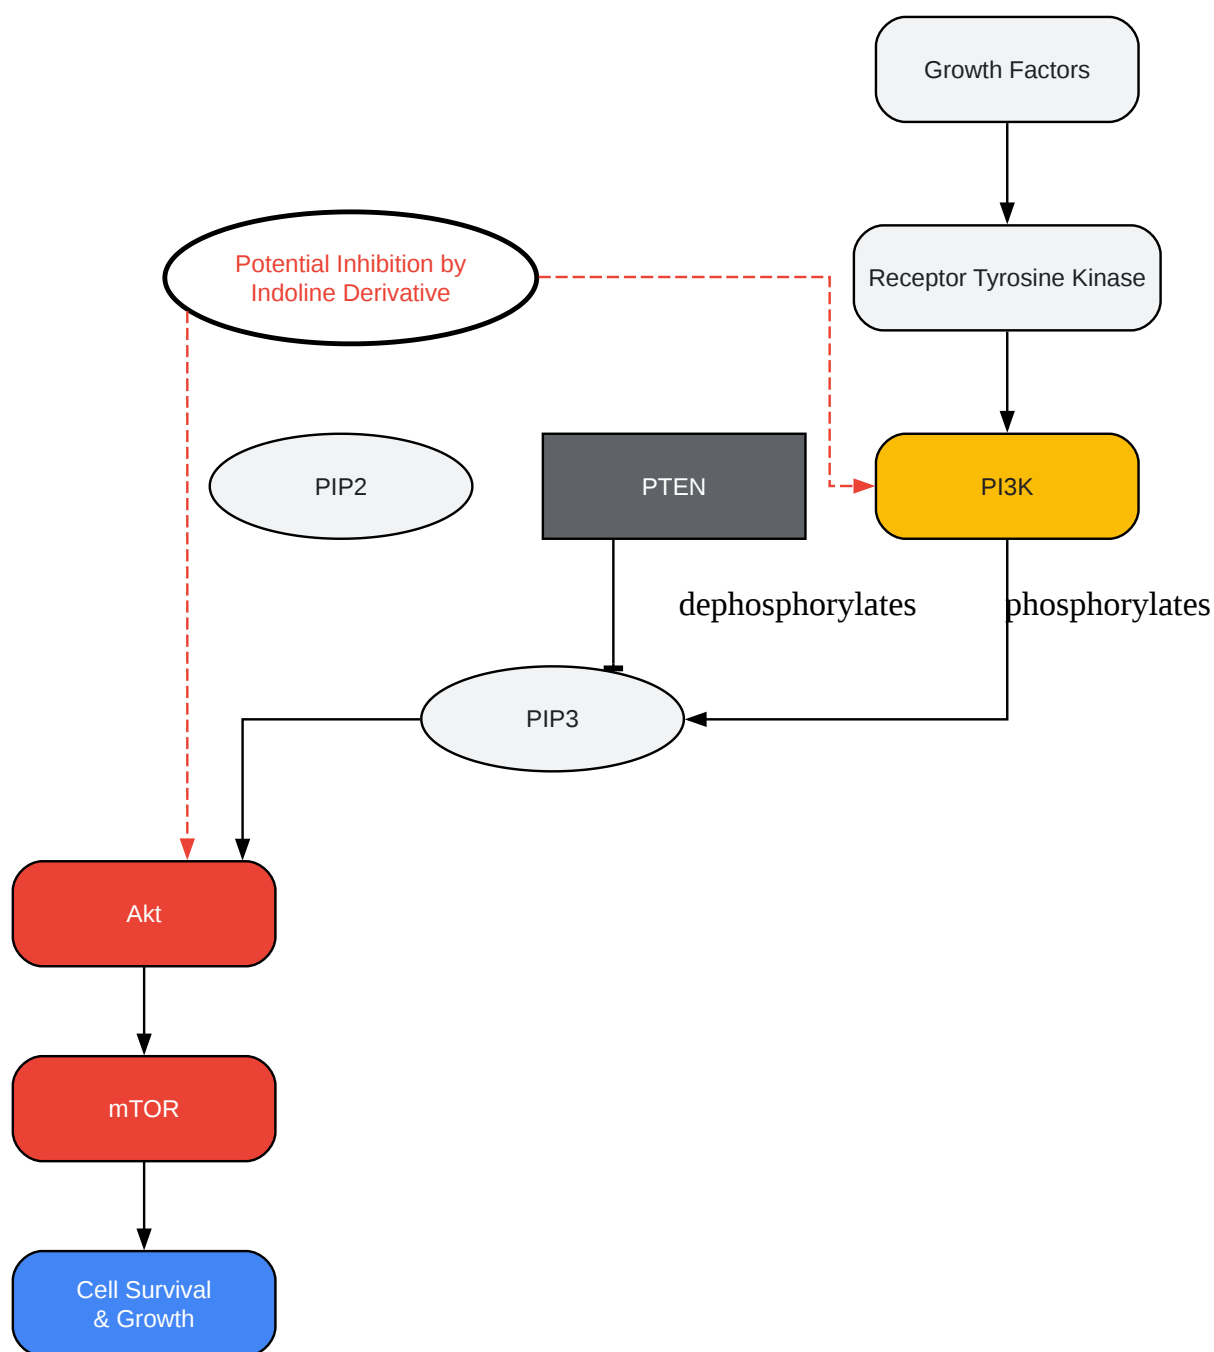 Growth Factors
Potential Inhibition by
Indoline Derivative
Receptor Tyrosine Kinase
PIP2
PTEN
PI3K
dephosphorylates
phosphorylates
PIP3
Akt
mTOR
Cell Survival
& Growth